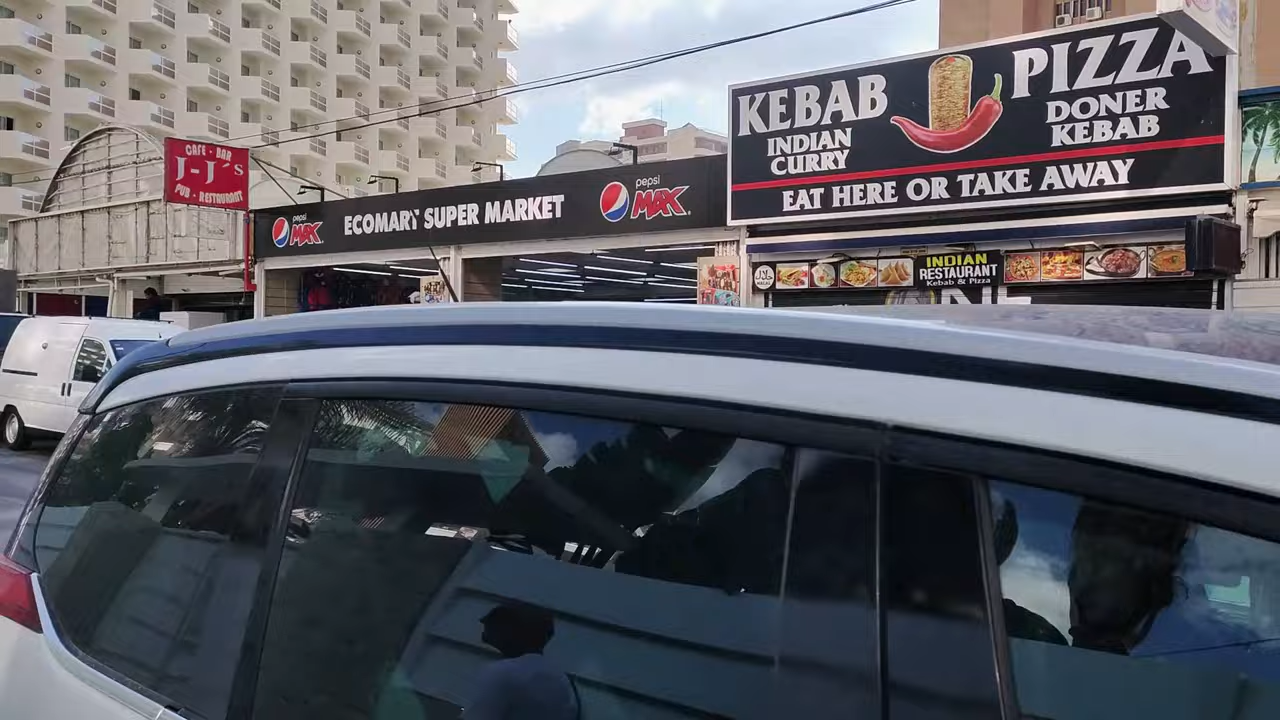 CAFE - BAR
J-J´s
PUB - RESTAURANT
pepsi
MAX
ECOMART SUPER MARKET
pepsi
MAX
KEBAB
INDIAN
CURRY
PIZZA
DONER
KEBAB
EAT HERE OR TAKE AWAY
INDIAN
RESTAURANT
Kebab & Pizza